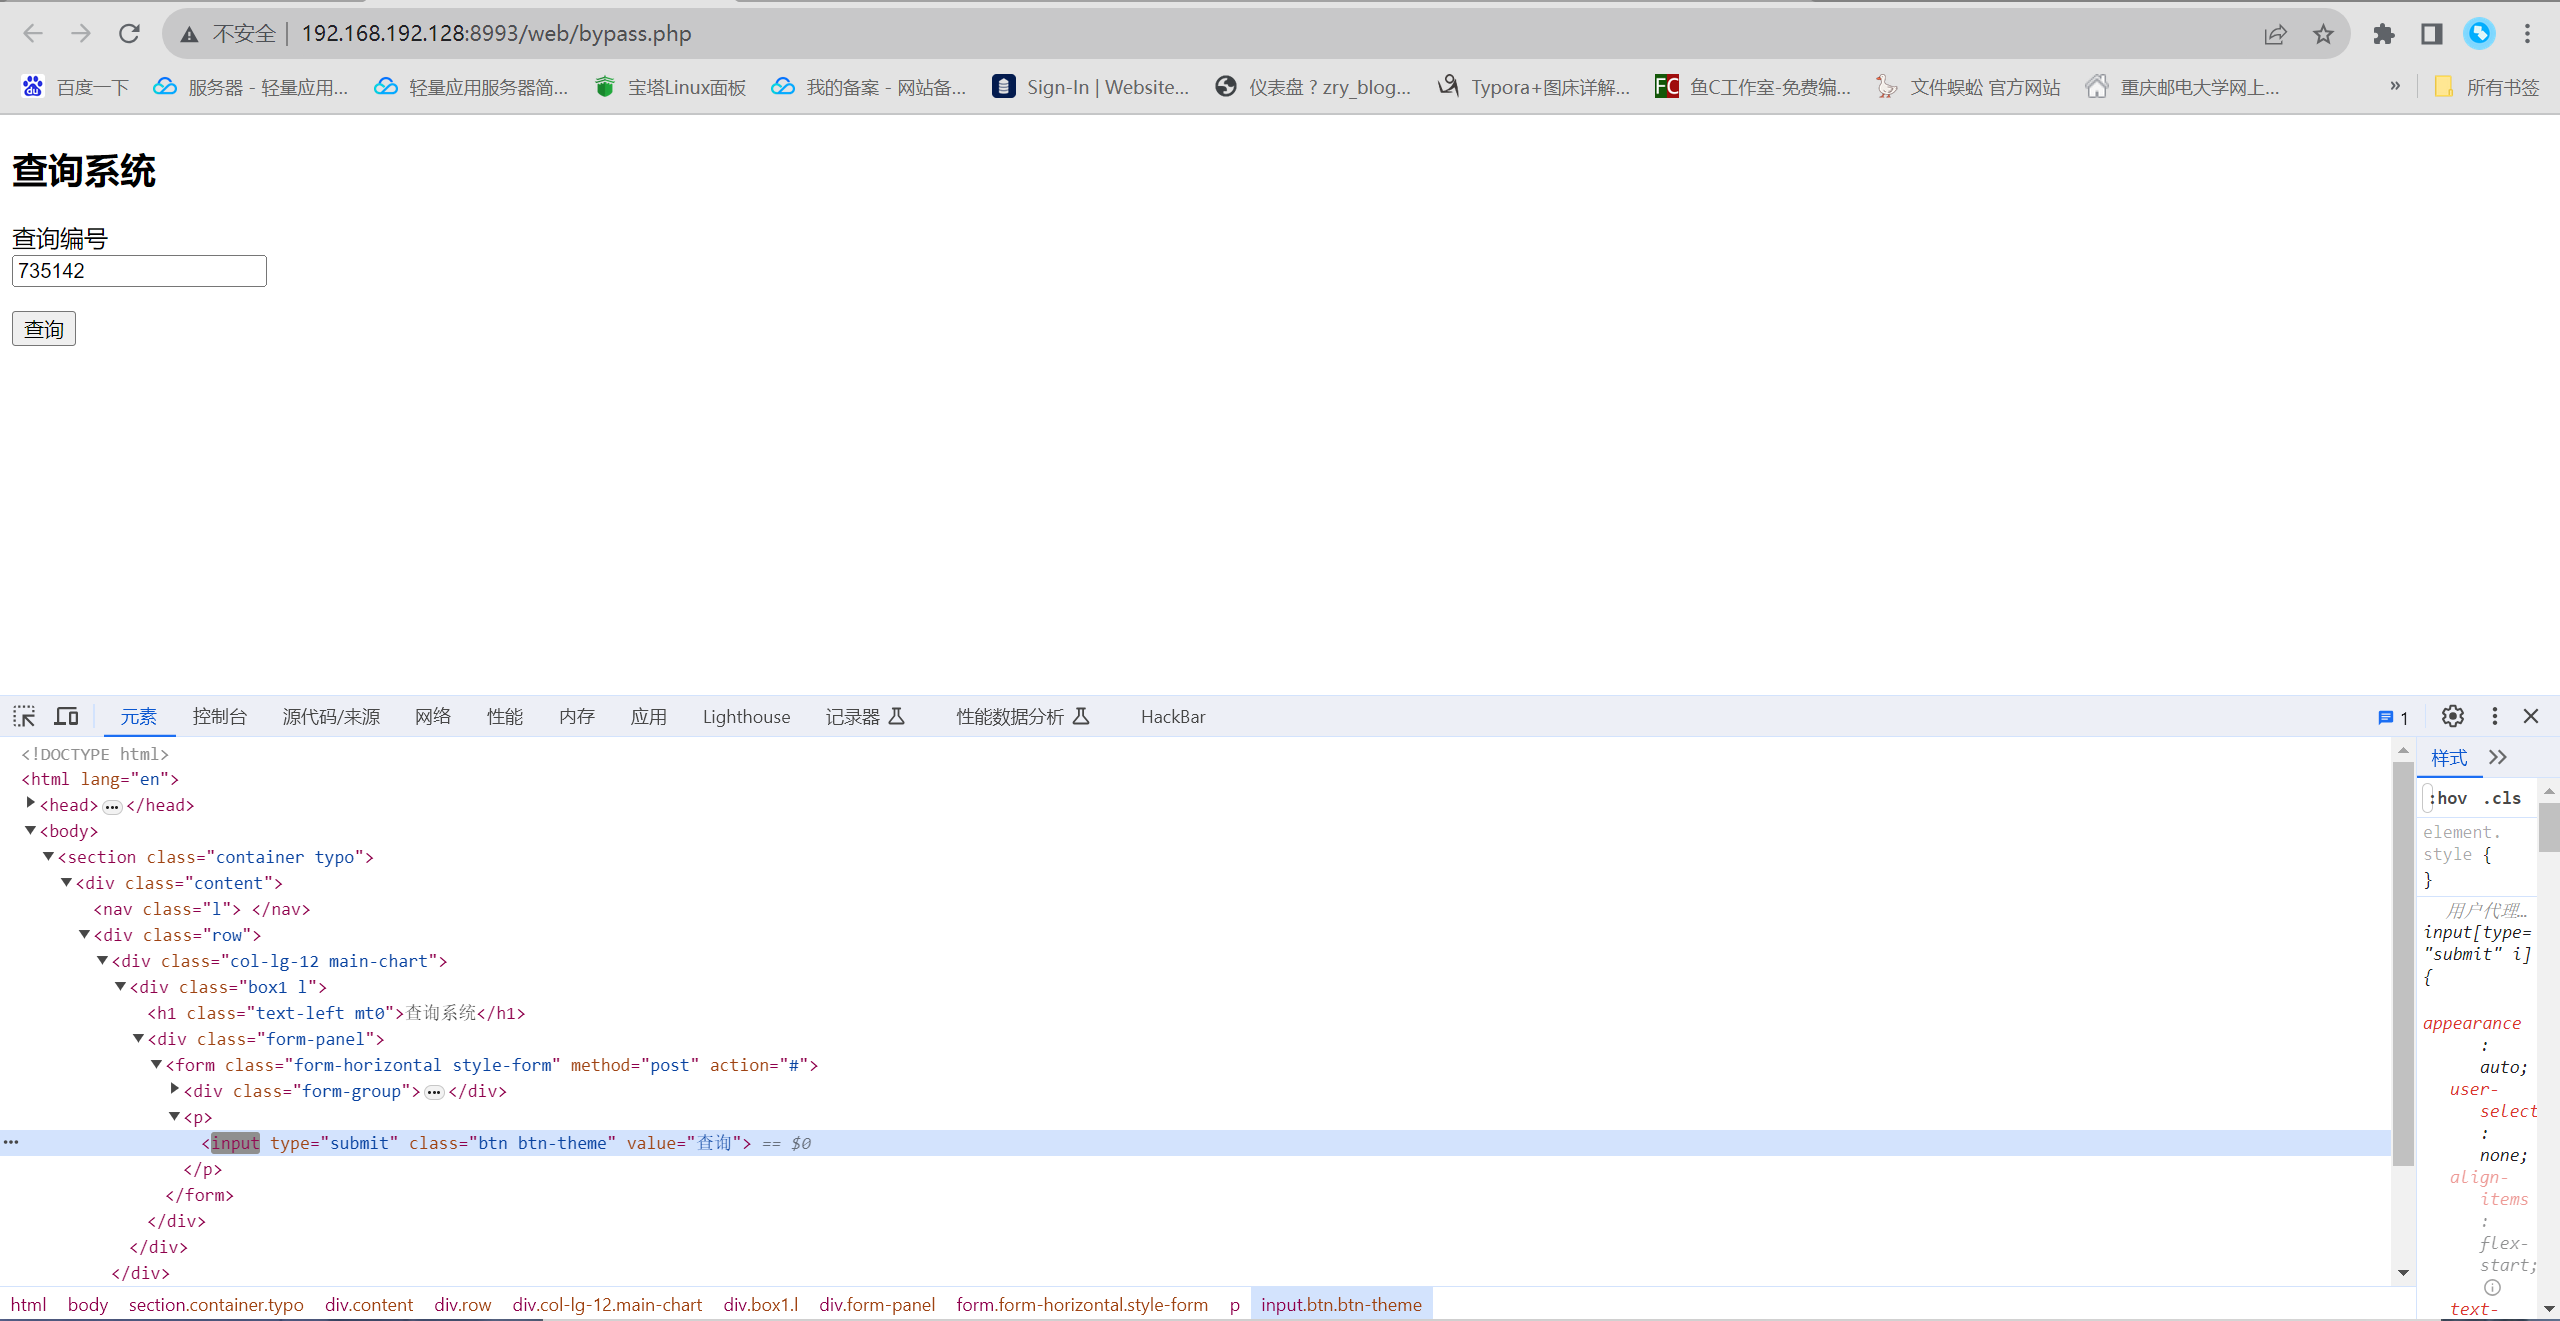 不安全 | 192.168.192.128:8993/web/bypass.php
百度一下 服务器 - 轻量应用... 轻量应用服务器简... 宝塔Linux面板 我的备案 - 网站备... Sign-In | Website... 仪表盘 ? zry_blog... Typora+图床详解... FC 鱼C工作室-免费编... 文件蜈蚣 官方网站 重庆邮电大学网上... » 所有书签
查询系统
查询编号
735142
查询
元素 控制台 源代码/来源 网络 性能 内存 应用 Lighthouse 记录器 性能数据分析 HackBar 1
<!DOCTYPE html>
<html lang="en">
<head> ••• </head>
<body>
<section class="container typo">
<div class="content">
<nav class="l"> </nav>
<div class="row">
<div class="col-lg-12 main-chart">
<div class="box1 l">
<h1 class="text-left mt0">查询系统</h1>
<div class="form-panel">
<form class="form-horizontal style-form" method="post" action="#">
<div class="form-group"> ••• </div>
<p>
<input type="submit" class="btn btn-theme" value="查询"> == $0
</p>
</form>
</div>
</div>
</div>
html body section.container.typo div.content div.row div.col-lg-12.main-chart div.box1.l div.form-panel form.form-horizontal.style-form p input.btn.btn-theme
样式
:hov .cls
element.
style {
}
用户代理…
input[type=
"submit" i]
{
appearance
:
auto;
user-
select
:
none;
align-
items
:
flex-
start;
text-